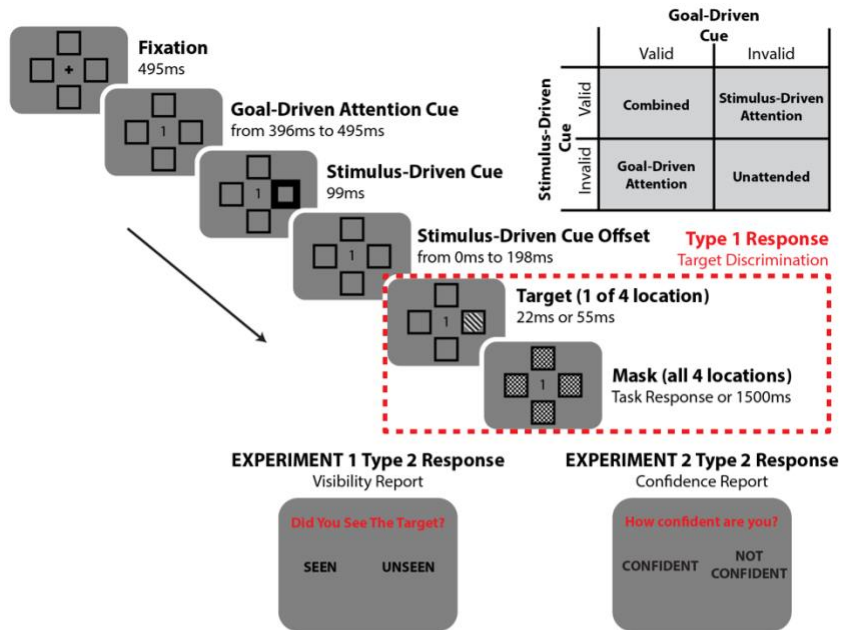 Fixation
495ms
Goal-Driven Attention Cue
from 396ms to 495ms
1
Stimulus-Driven Cue
99ms
1
Stimulus-Driven Cue Offset
from 0ms to 198ms
1
Target (1 of 4 location)
22ms or 55ms
1
Mask (all 4 locations)
Task Response or 1500ms
1
Goal-Driven
Cue
Valid Invalid
Stimulus-Driven
Cue
Valid
Invalid
Combined
Stimulus-Driven
Attention
Goal-Driven
Attention
Unattended
Type 1 Response
Target Discrimination
EXPERIMENT 1 Type 2 Response
Visibility Report
Did You See The Target?
SEEN UNSEEN
EXPERIMENT 2 Type 2 Response
Confidence Report
How confident are you?
CONFIDENT
NOT
CONFIDENT